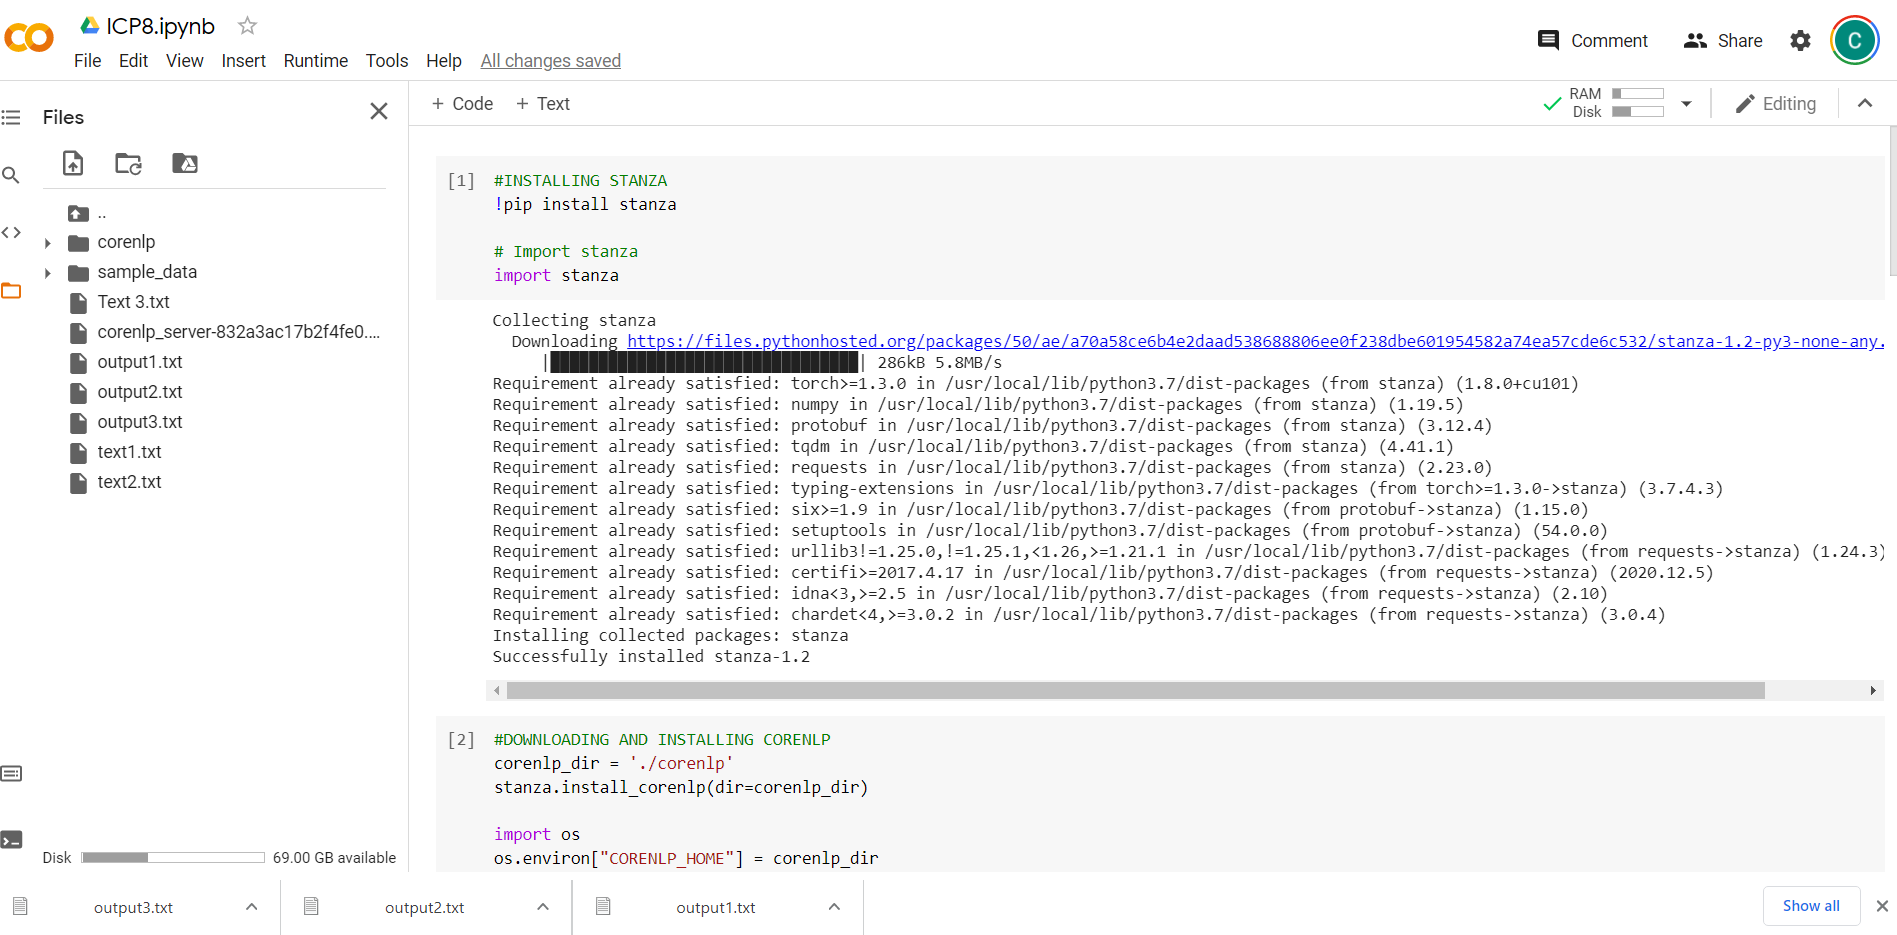 ICP8.ipynb
File Edit View Insert Runtime Tools Help All changes saved
Comment Share C
Files
+ Code + Text
RAM
Disk
Editing
..
corenlp
sample_data
Text 3.txt
corenlp_server-832a3ac17b2f4fe0....
output1.txt
output2.txt
output3.txt
text1.txt
text2.txt
Disk 69.00 GB available
[1] #INSTALLING STANZA
!pip install stanza
# Import stanza
import stanza
Collecting stanza
Downloading https://files.pythonhosted.org/packages/50/ae/a70a58ce6b4e2daad538688806ee0f238dbe601954582a74ea57cde6c532/stanza-1.2-py3-none-any.
|████████████████████████████████| 286kB 5.8MB/s
Requirement already satisfied: torch>=1.3.0 in /usr/local/lib/python3.7/dist-packages (from stanza) (1.8.0+cu101)
Requirement already satisfied: numpy in /usr/local/lib/python3.7/dist-packages (from stanza) (1.19.5)
Requirement already satisfied: protobuf in /usr/local/lib/python3.7/dist-packages (from stanza) (3.12.4)
Requirement already satisfied: tqdm in /usr/local/lib/python3.7/dist-packages (from stanza) (4.41.1)
Requirement already satisfied: requests in /usr/local/lib/python3.7/dist-packages (from stanza) (2.23.0)
Requirement already satisfied: typing-extensions in /usr/local/lib/python3.7/dist-packages (from torch>=1.3.0->stanza) (3.7.4.3)
Requirement already satisfied: six>=1.9 in /usr/local/lib/python3.7/dist-packages (from protobuf->stanza) (1.15.0)
Requirement already satisfied: setuptools in /usr/local/lib/python3.7/dist-packages (from protobuf->stanza) (54.0.0)
Requirement already satisfied: urllib3!=1.25.0,!=1.25.1,<1.26,>=1.21.1 in /usr/local/lib/python3.7/dist-packages (from requests->stanza) (1.24.3)
Requirement already satisfied: certifi>=2017.4.17 in /usr/local/lib/python3.7/dist-packages (from requests->stanza) (2020.12.5)
Requirement already satisfied: idna<3,>=2.5 in /usr/local/lib/python3.7/dist-packages (from requests->stanza) (2.10)
Requirement already satisfied: chardet<4,>=3.0.2 in /usr/local/lib/python3.7/dist-packages (from requests->stanza) (3.0.4)
Installing collected packages: stanza
Successfully installed stanza-1.2
[2] #DOWNLOADING AND INSTALLING CORENLP
corenlp_dir = './corenlp'
stanza.install_corenlp(dir=corenlp_dir)
import os
os.environ["CORENLP_HOME"] = corenlp_dir
output3.txt output2.txt output1.txt Show all